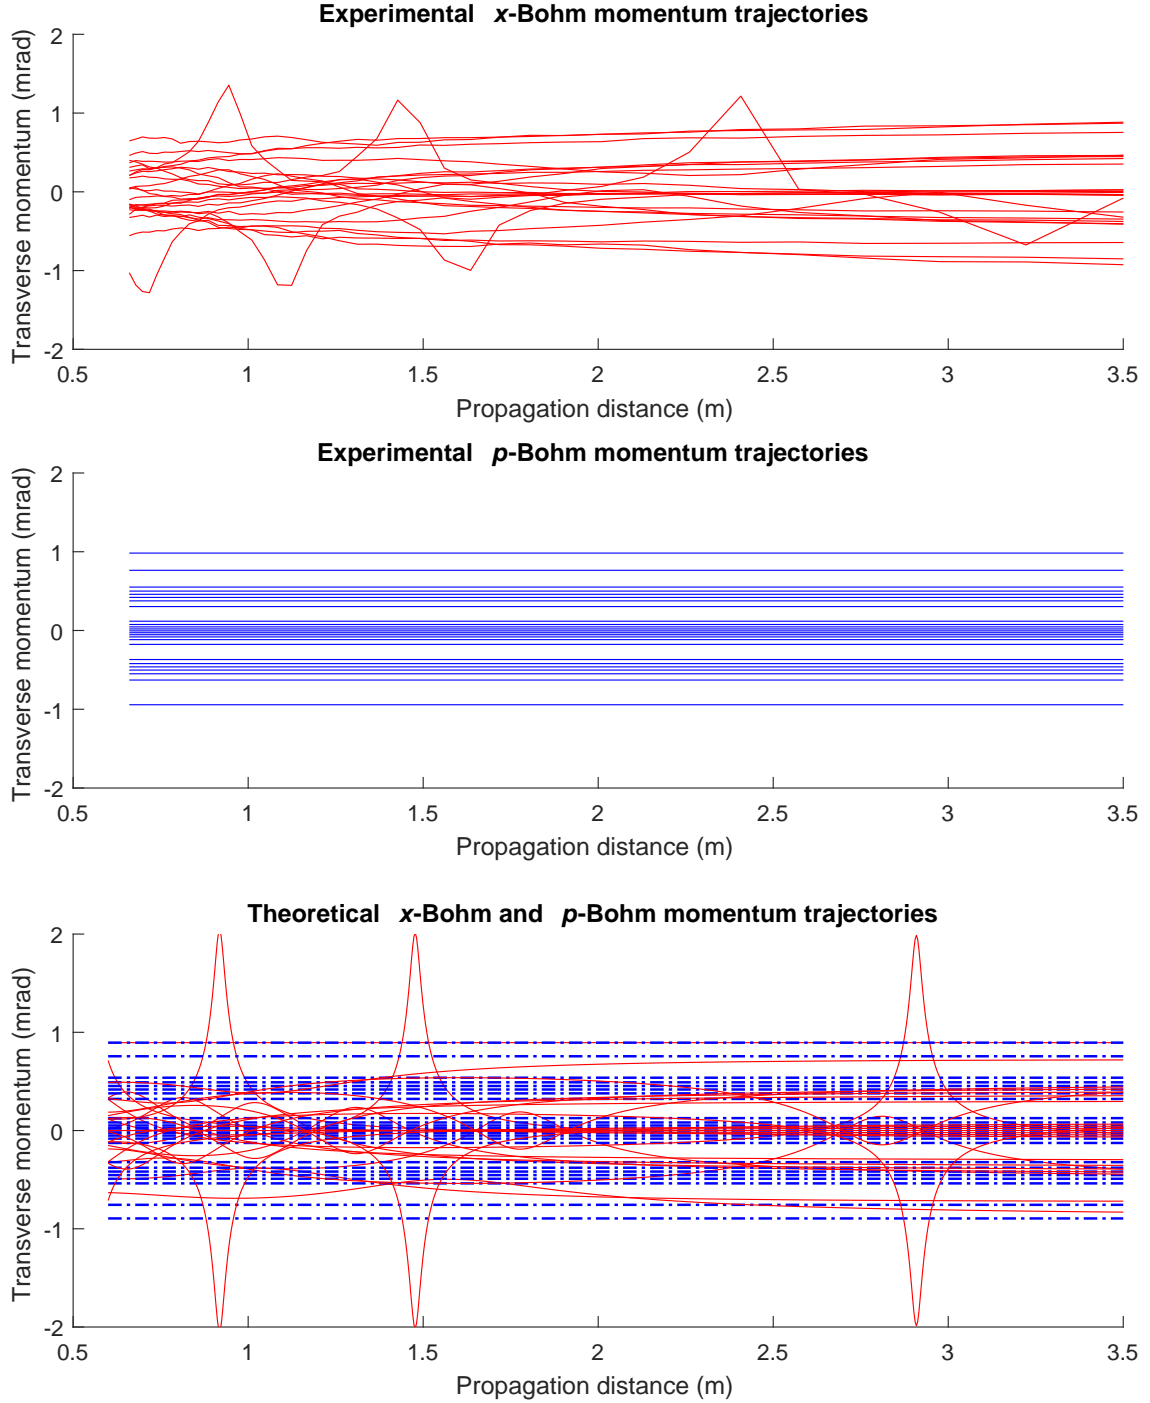 Experimental x-Bohm momentum trajectories
Transverse momentum (mrad)
2
1
0
-1
-2
0.5 1 1.5 2 2.5 3 3.5
Propagation distance (m)
Experimental p-Bohm momentum trajectories
Transverse momentum (mrad)
2
1
0
-1
-2
0.5 1 1.5 2 2.5 3 3.5
Propagation distance (m)
Theoretical x-Bohm and p-Bohm momentum trajectories
Transverse momentum (mrad)
2
1
0
-1
-2
0.5 1 1.5 2 2.5 3 3.5
Propagation distance (m)